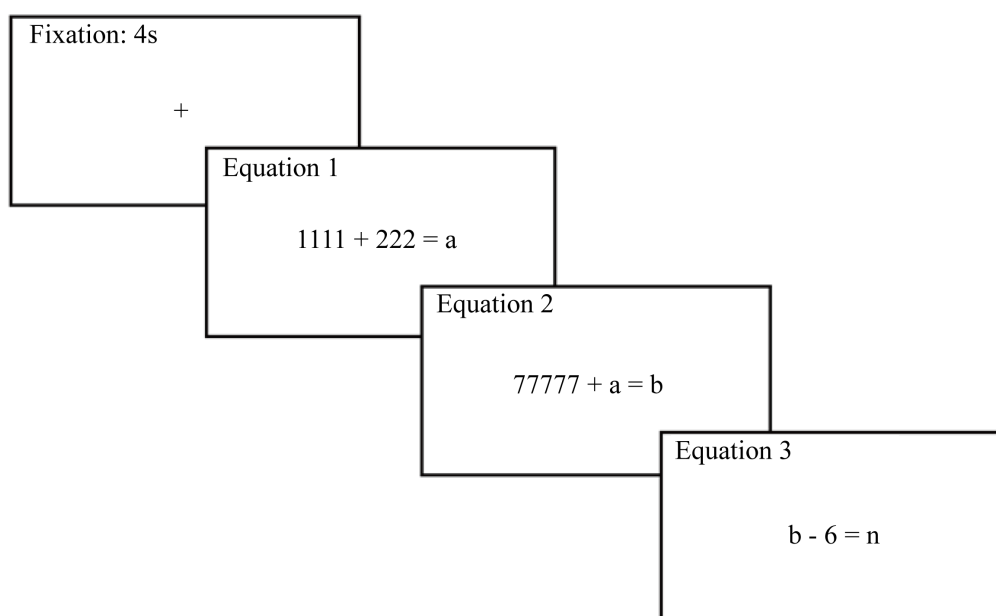 Fixation: 4s
+
Equation 1
1111 + 222 = a
Equation 2
77777 + a = b
Equation 3
b - 6 = n